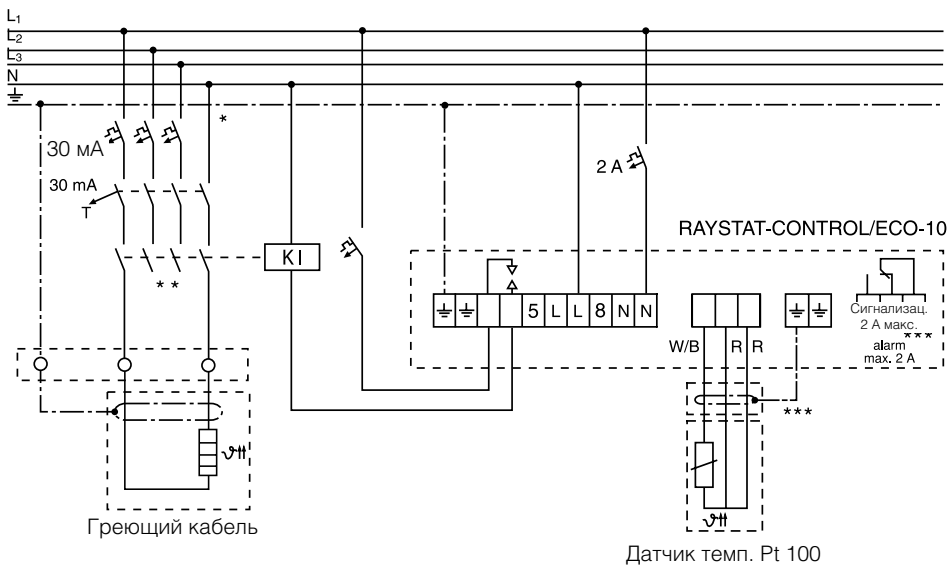 L₁
L₂
L₃
N
*
30 мА
30 mA
T
2 A
RAYSTAT-CONTROL/ECO-10
K I
* *
5 L L 8 N N
Сигнализац.
2 А макс.
***
alarm
max. 2 A
W/B R R
***
ϑ
ϑ
Греющий кабель
Датчик темп. Pt 100